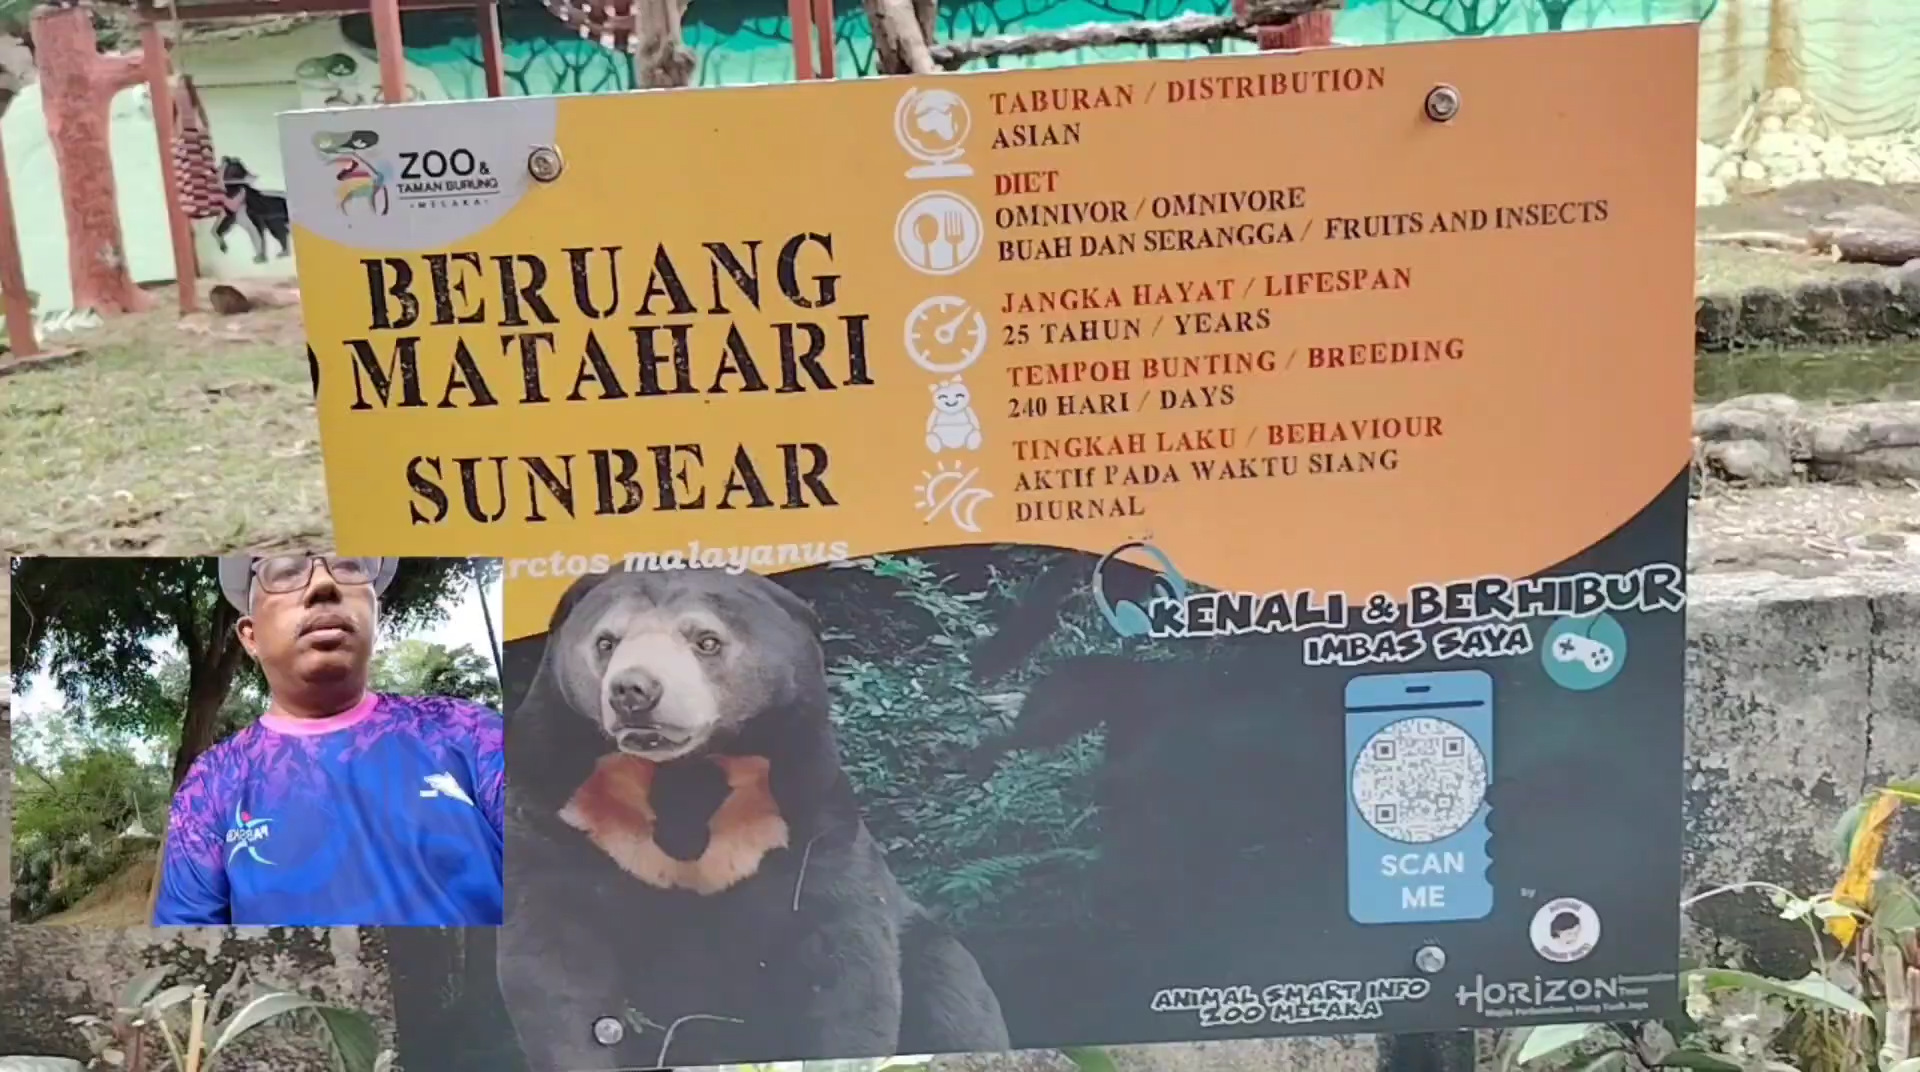 ZOO &
TAMAN BURUNG
· MELAKA ·
BERUANG
MATAHARI
SUNBEAR
malayanus
TABURAN / DISTRIBUTION
ASIAN
DIET
OMNIVOR / OMNIVORE
BUAH DAN SERANGGA / FRUITS AND INSECTS
JANGKA HAYAT / LIFESPAN
25 TAHUN / YEARS
TEMPOH BUNTING / BREEDING
240 HARI / DAYS
TINGKAH LAKU / BEHAVIOUR
AKTIf PADA WAKTU SIANG
DIURNAL
KENALI & BERHIBUR
IMBAS SAYA
SCAN
ME
By
ANIMAL SMART INFO
ZOO MELAKA
HORIZON